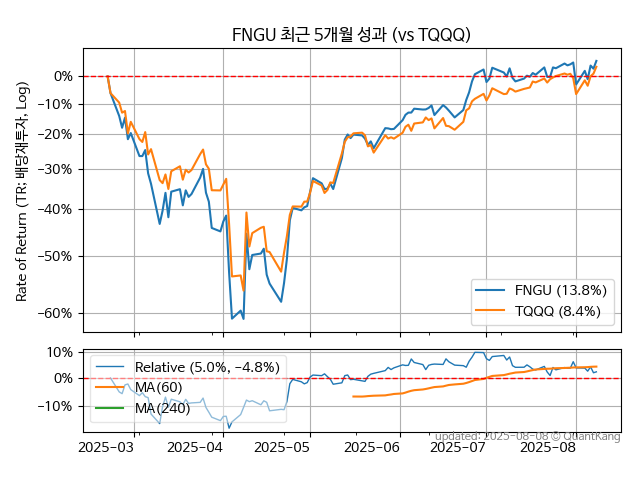 FNGU 최근 5개월 성과 (vs TQQQ)
Rate of Return (TR: 배당재투자, Log)
0%
−10%
−20%
−30%
−40%
−50%
−60%
FNGU (13.8%)
TQQQ (8.4%)
10%
0%
−10%
Relative (5.0%, −4.8%)
MA(60)
MA(240)
2025−03
2025−04
2025−05
2025−06
2025−07
2025−08
updated: 2025−08−08 © QuantKang